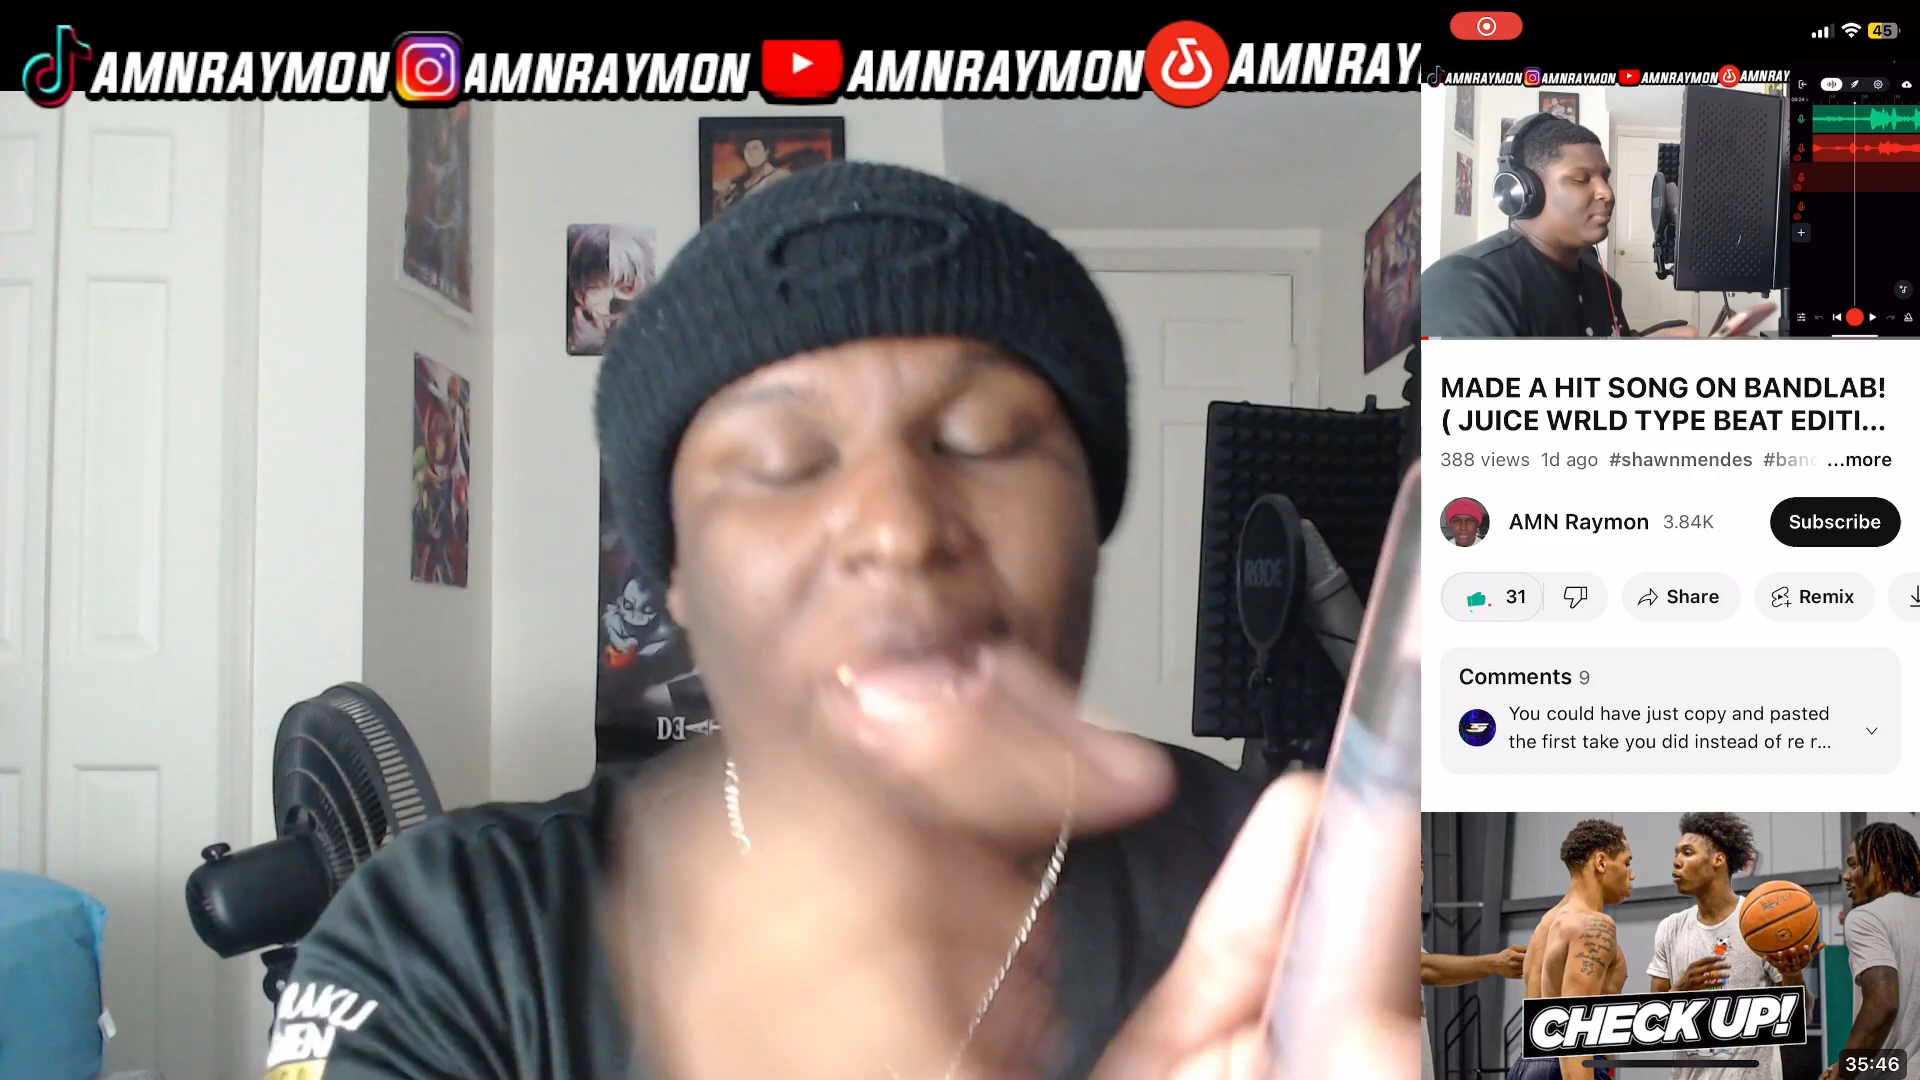 AMNRAYMON AMNRAYMON AMNRAYMON AMNRAY
45
AMNRAYMON AMNRAYMON AMNRAYMON AMNRAY
RØDE
MADE A HIT SONG ON BANDLAB!
( JUICE WRLD TYPE BEAT EDITI...
388 views 1d ago #shawnmendes #ban ...more
AMN Raymon 3.84K Subscribe
31 Share Remix
Comments 9
You could have just copy and pasted
the first take you did instead of re r...
CHECK UP!
35:46